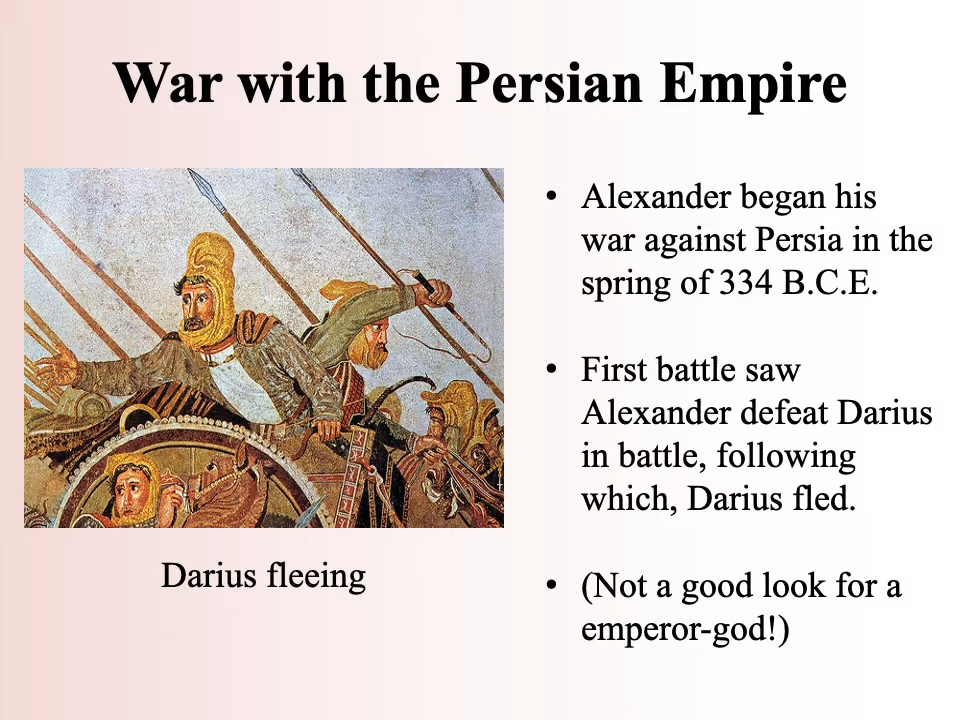 War with the Persian Empire
• Alexander began his
war against Persia in the
spring of 334 B.C.E.
• First battle saw
Alexander defeat Darius
in battle, following
which, Darius fled.
• (Not a good look for a
emperor-god!)
Darius fleeing